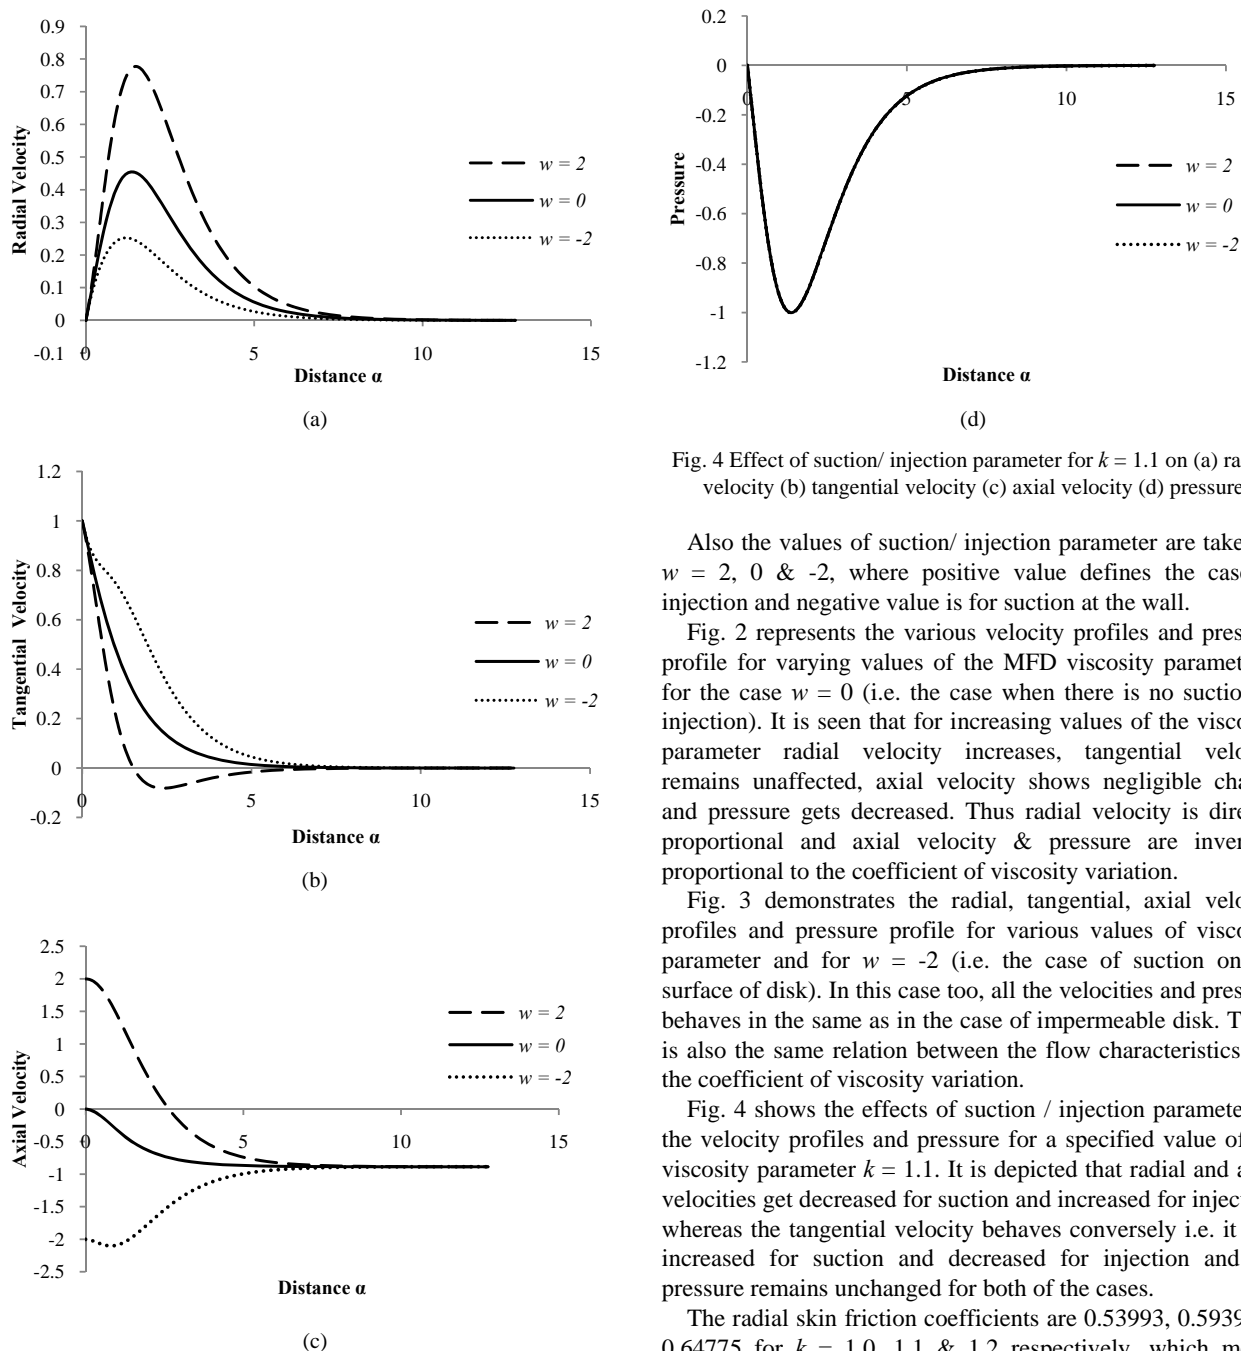 0.9
0.8
0.7
0.6
0.5
0.4
0.3
0.2
0.1
0
-0.1
Radial Velocity
0
5
10
15
Distance α
w = 2
w = 0
w = -2
(a)
1.2
1
0.8
0.6
0.4
0.2
0
-0.2
Tangential Velocity
0
5
10
15
Distance α
w = 2
w = 0
w = -2
(b)
2.5
2
1.5
1
0.5
0
-0.5
-1
-1.5
-2
-2.5
Axial Velocity
0
5
10
15
Distance α
w = 2
w = 0
w = -2
(c)
0.2
0
-0.2
-0.4
-0.6
-0.8
-1
-1.2
Pressure
0
5
10
15
Distance α
w = 2
w = 0
w = -2
(d)
Fig. 4 Effect of suction/ injection parameter for k = 1.1 on (a) ra
velocity (b) tangential velocity (c) axial velocity (d) pressure
Also the values of suction/ injection parameter are take
w = 2, 0 & -2, where positive value defines the case
injection and negative value is for suction at the wall.
Fig. 2 represents the various velocity profiles and pres
profile for varying values of the MFD viscosity paramet
for the case w = 0 (i.e. the case when there is no suctio
injection). It is seen that for increasing values of the visco
parameter radial velocity increases, tangential velo
remains unaffected, axial velocity shows negligible cha
and pressure gets decreased. Thus radial velocity is dire
proportional and axial velocity & pressure are inver
proportional to the coefficient of viscosity variation.
Fig. 3 demonstrates the radial, tangential, axial velo
profiles and pressure profile for various values of visco
parameter and for w = -2 (i.e. the case of suction on
surface of disk). In this case too, all the velocities and pres
behaves in the same as in the case of impermeable disk. T
is also the same relation between the flow characteristics
the coefficient of viscosity variation.
Fig. 4 shows the effects of suction / injection paramete
the velocity profiles and pressure for a specified value of
viscosity parameter k = 1.1. It is depicted that radial and a
velocities get decreased for suction and increased for inject
whereas the tangential velocity behaves conversely i.e. it
increased for suction and decreased for injection and
pressure remains unchanged for both of the cases.
The radial skin friction coefficients are 0.53993, 0.5939
0.64775 for k = 1.0, 1.1 & 1.2 respectively, which m